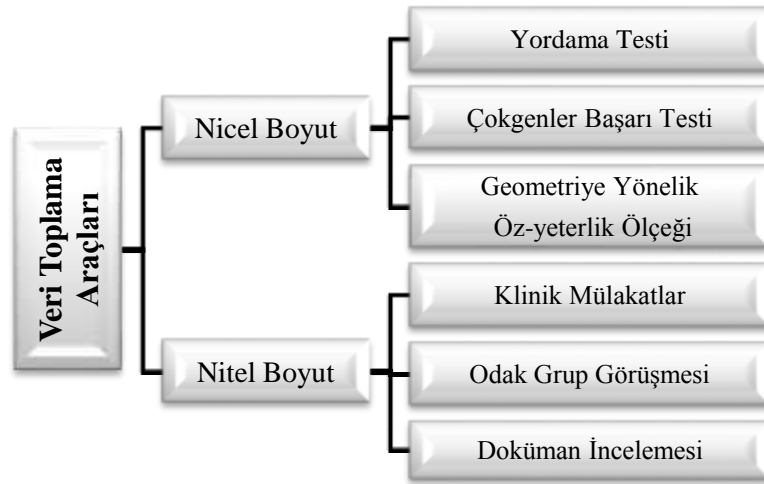 Veri Toplama
Araçları
Nicel Boyut
Yordama Testi
Çokgenler Başarı Testi
Geometriye Yönelik
Öz-yeterlik Ölçeği
Nitel Boyut
Klinik Mülakatlar
Odak Grup Görüşmesi
Doküman İncelemesi